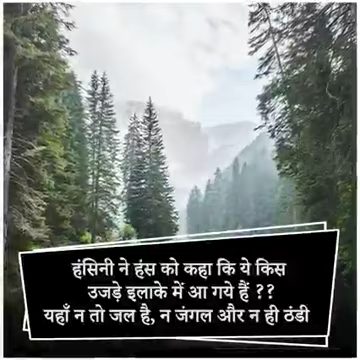 हंसिनी ने हंस को कहा कि ये किस
उजड़े इलाके में आ गये हैं ??
यहाँ न तो जल है, न जंगल और न ही ठंडी